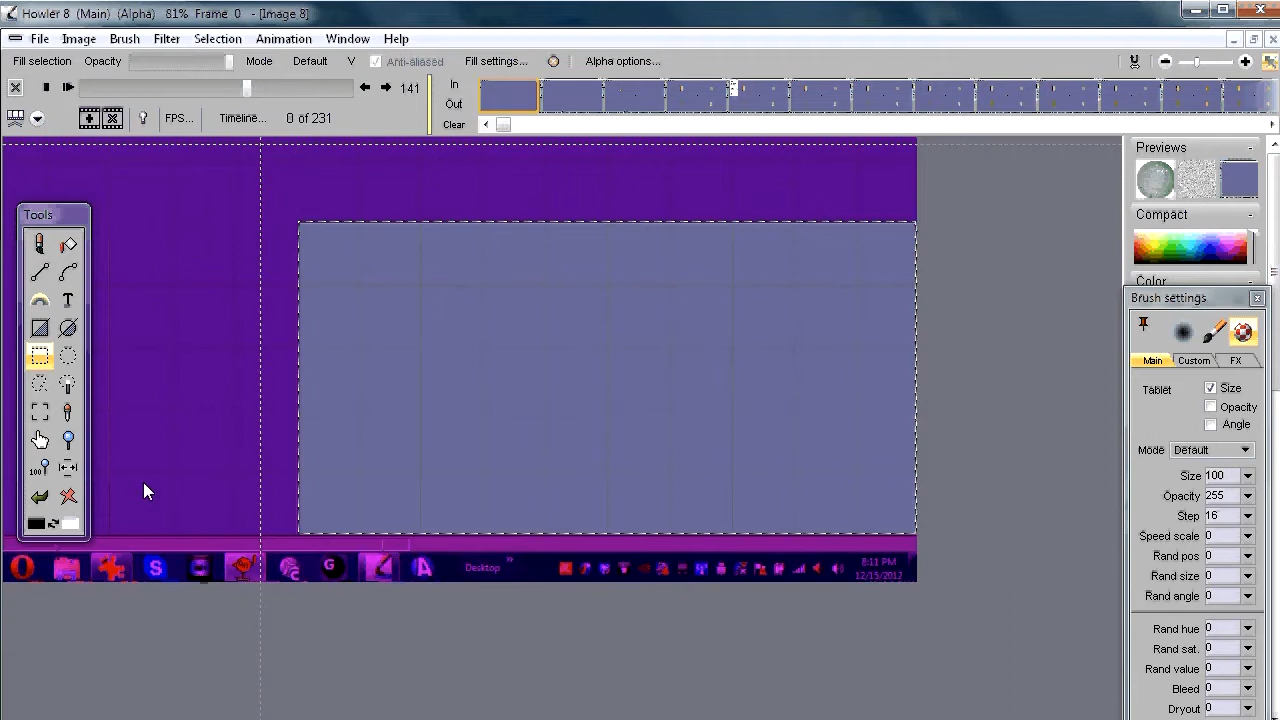 Howler 8 (Main) (Alpha) 81% Frame 0 - [Image 8]
File Image Brush Filter Selection Animation Window Help
Fill selection Opacity Mode Default V Anti-aliased Fill settings... Alpha options...
141 In
Out
FPS... Timeline... 0 of 231 Clear
Previews
Tools
Compact
Color
Brush settings
Main Custom FX
Tablet Size
Opacity
Angle
Mode Default
Size 100
T
Opacity 255
Step 16
100
Speed scale 0
Rand pos 0
S G A Desktop » 8:11 PM
Rand size 0
12/15/2012
Rand angle 0
Rand hue 0
Rand sat. 0
Rand value 0
Bleed 0
Dryout 0